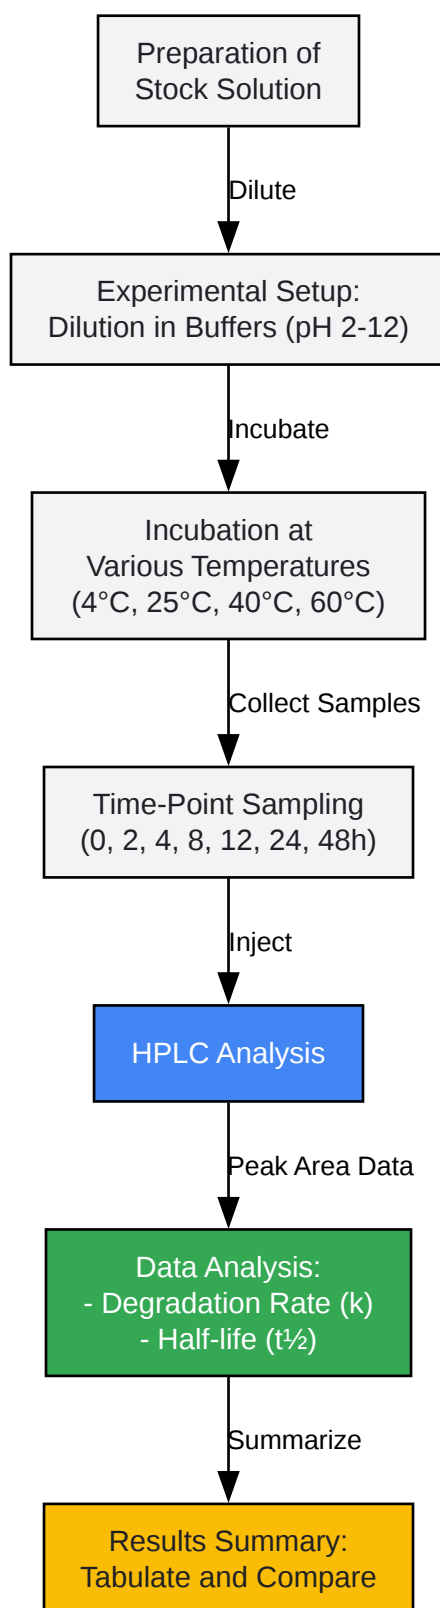 Preparation of
Stock Solution
Dilute
Experimental Setup:
Dilution in Buffers (pH 2-12)
Incubate
Incubation at
Various Temperatures
(4°C, 25°C, 40°C, 60°C)
Collect Samples
Time-Point Sampling
(0, 2, 4, 8, 12, 24, 48h)
Inject
HPLC Analysis
Peak Area Data
Data Analysis:
- Degradation Rate (k)
- Half-life (t½)
Summarize
Results Summary:
Tabulate and Compare